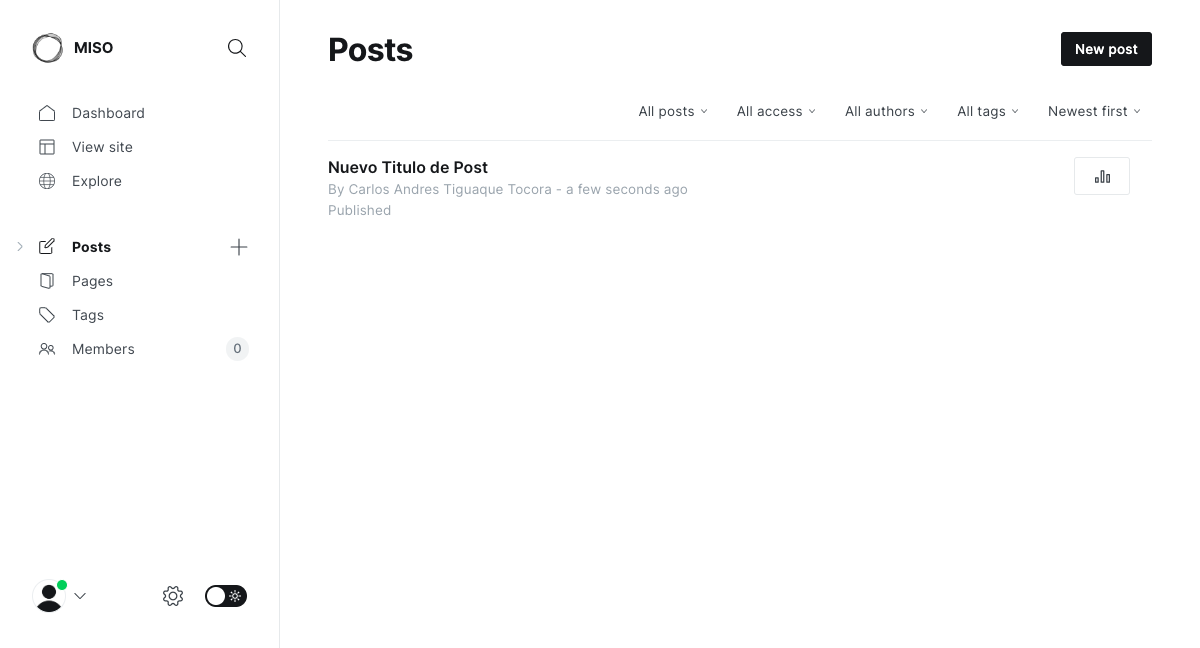 MISO
Dashboard
View site
Explore
Posts
Pages
Tags
Members
0
Posts
New post
All posts
All access
All authors
All tags
Newest first
Nuevo Titulo de Post
By Carlos Andres Tiguaque Tocora - a few seconds ago
Published